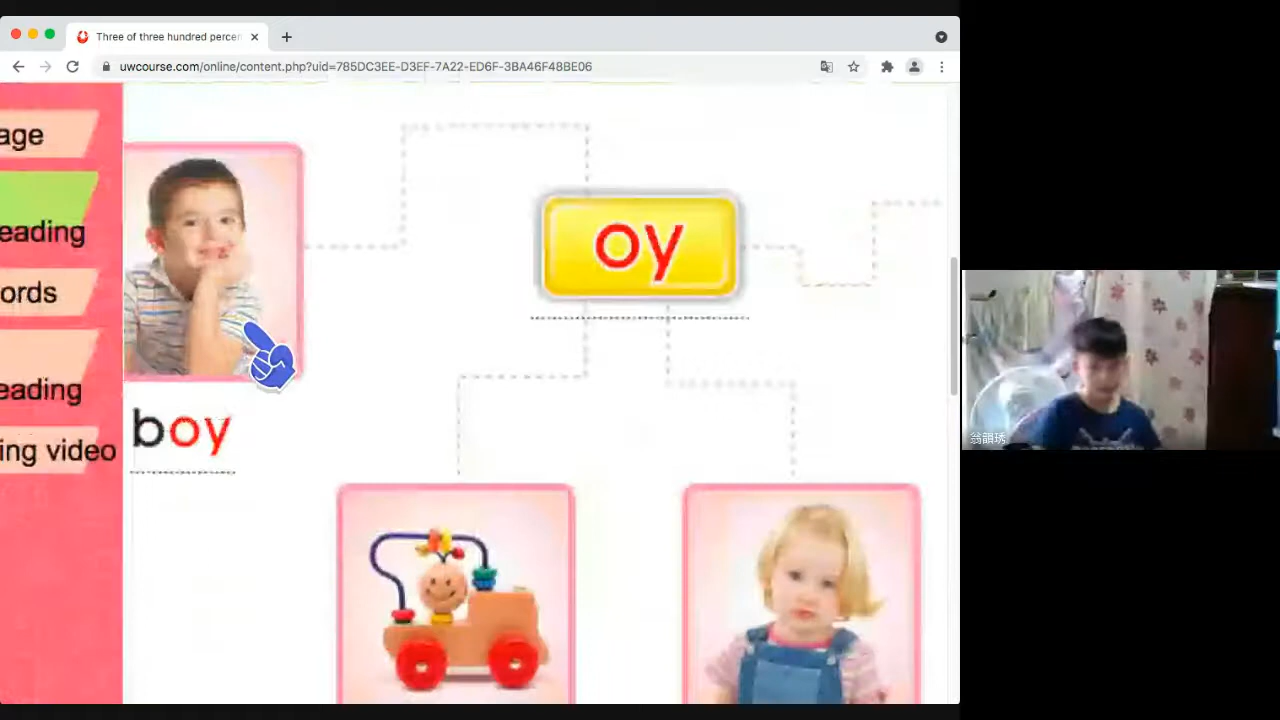 Three of three hundred percen
uwcourse.com/online/content.php?uid=785DC3EE-D3EF-7A22-ED6F-3BA46F48BE06
age
eading
ords
eading
ing video
oy
boy
翁韻琇